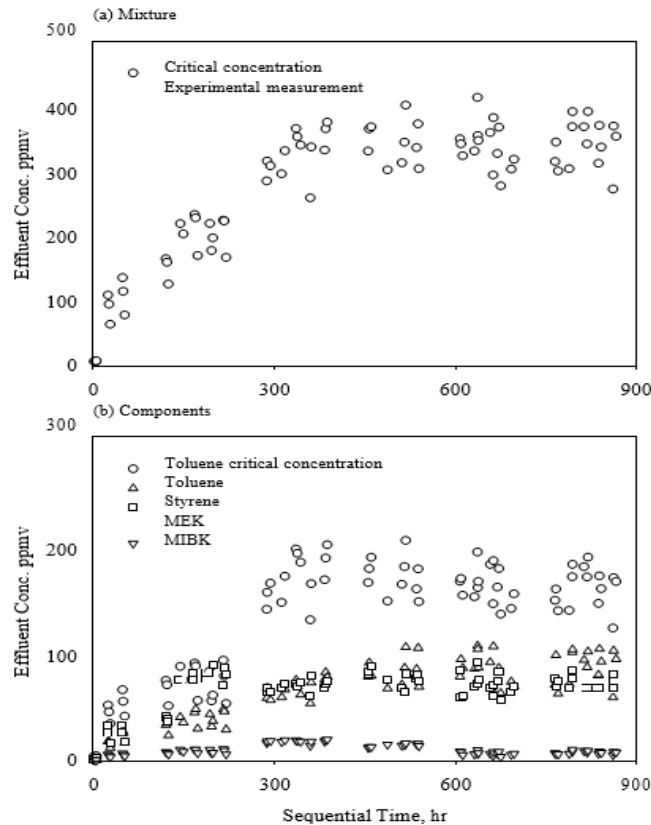 (a) Mixture
500
400
300
200
100
0
Effluent Conc. ppmv
Critical concentration
Experimental measurement
0 300 600 900
(b) Components
300
200
100
0
Effluent Conc. ppmv
Toluene critical concentration
Toluene
Styrene
MEK
MIBK
0 300 600 900
Sequential Time, hr